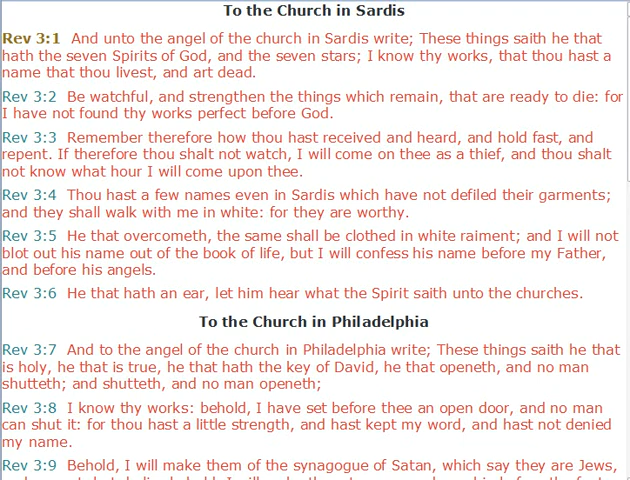 To the Church in Sardis
Rev 3:1 And unto the angel of the church in Sardis write; These things saith he that
hath the seven Spirits of God, and the seven stars; I know thy works, that thou hast a
name that thou livest, and art dead.
Rev 3:2 Be watchful, and strengthen the things which remain, that are ready to die: for
I have not found thy works perfect before God.
Rev 3:3 Remember therefore how thou hast received and heard, and hold fast, and
repent. If therefore thou shalt not watch, I will come on thee as a thief, and thou shalt
not know what hour I will come upon thee.
Rev 3:4 Thou hast a few names even in Sardis which have not defiled their garments;
and they shall walk with me in white: for they are worthy.
Rev 3:5 He that overcometh, the same shall be clothed in white raiment; and I will not
blot out his name out of the book of life, but I will confess his name before my Father,
and before his angels.
Rev 3:6 He that hath an ear, let him hear what the Spirit saith unto the churches.
To the Church in Philadelphia
Rev 3:7 And to the angel of the church in Philadelphia write; These things saith he that
is holy, he that is true, he that hath the key of David, he that openeth, and no man
shutteth; and shutteth, and no man openeth;
Rev 3:8 I know thy works: behold, I have set before thee an open door, and no man
can shut it: for thou hast a little strength, and hast kept my word, and hast not denied
my name.
Rev 3:9 Behold, I will make them of the synagogue of Satan, which say they are Jews,